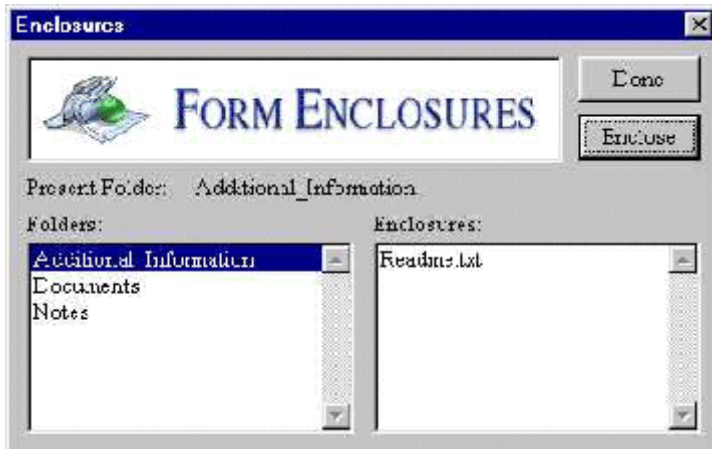 Enclosures
FORM ENCLOSURES
Done
Enclose
Present Folder: Additional_Information
Folders:
Enclosures:
Additional_Information
Documents
Notes
Readme.txt